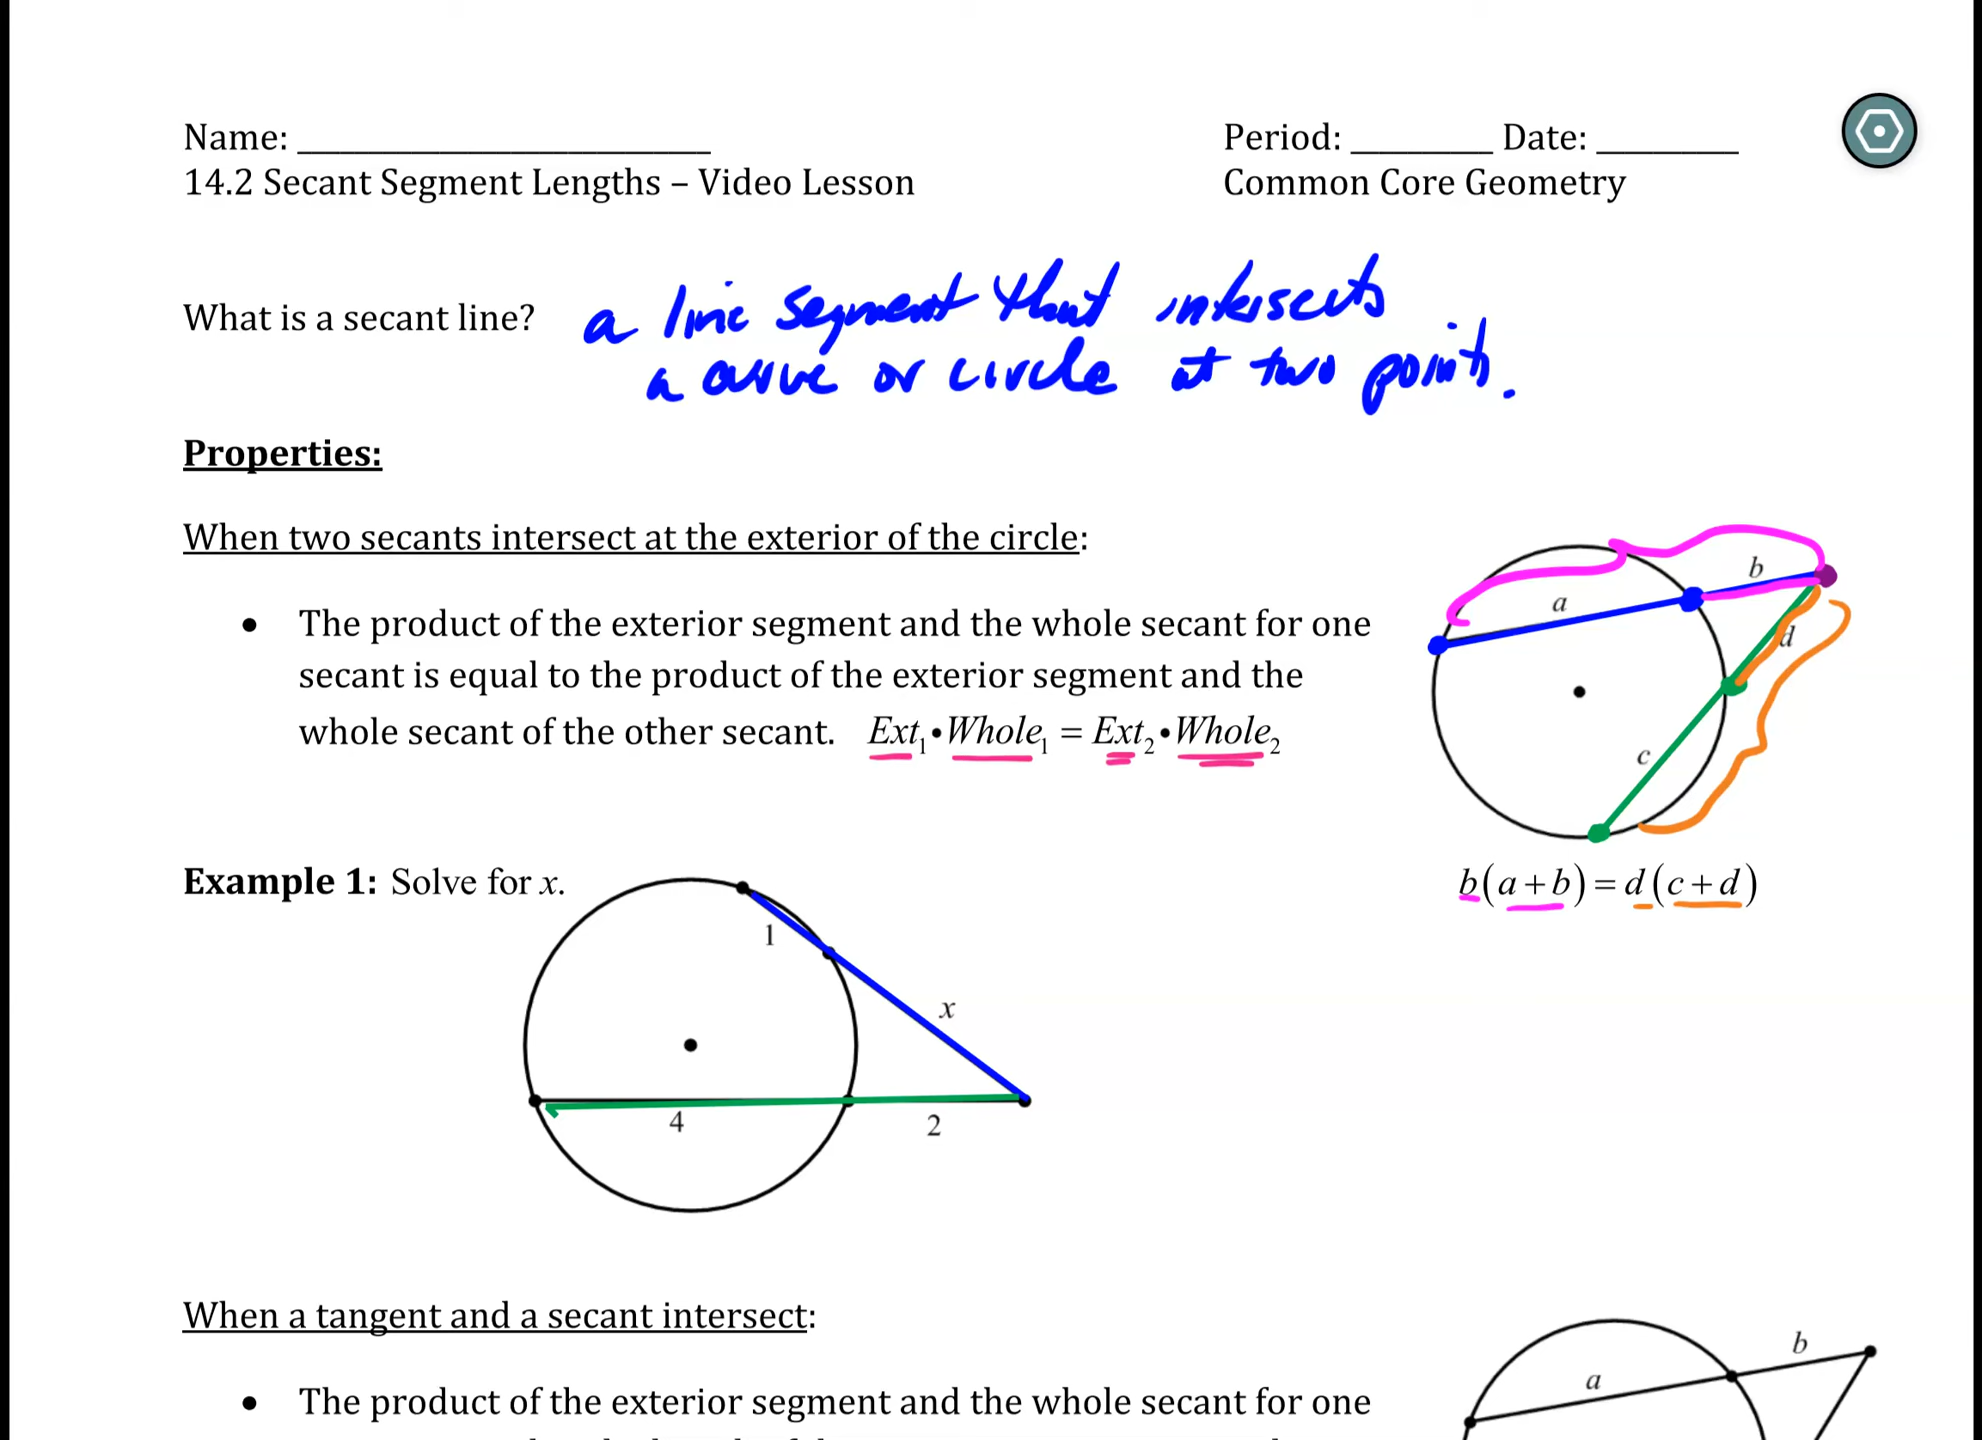 Name: ______________________ Period: ________ Date: ________
14.2 Secant Segment Lengths – Video Lesson Common Core Geometry
What is a secant line? a line segment that intersects
a curve or circle at two points.
Properties:
When two secants intersect at the exterior of the circle:
b
• The product of the exterior segment and the whole secant for one
a
secant is equal to the product of the exterior segment and the
d
whole secant of the other secant. Ext₁•Whole₁ = Ext₂•Whole₂
c
Example 1: Solve for x.
b(a+b)=d(c+d)
1
x
4
2
When a tangent and a secant intersect:
b
a
• The product of the exterior segment and the whole secant for one